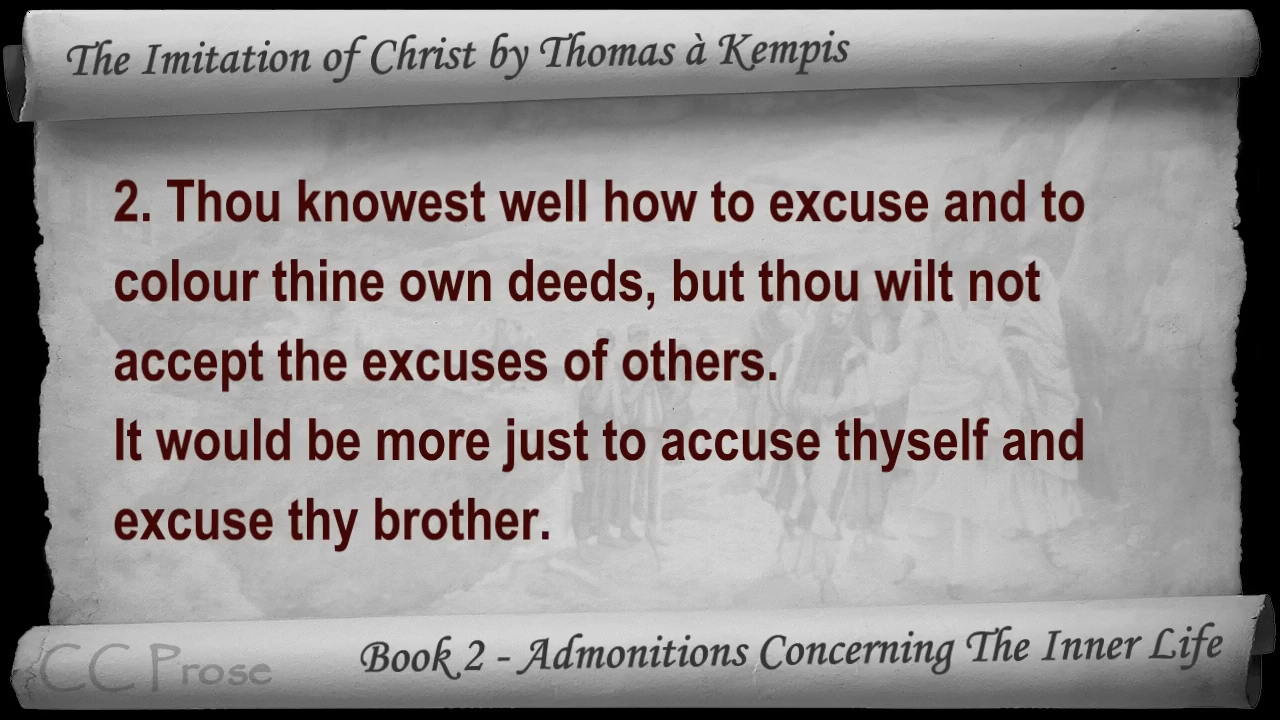 The Imitation of Christ by Thomas à Kempis
2. Thou knowest well how to excuse and to
colour thine own deeds, but thou wilt not
accept the excuses of others.
It would be more just to accuse thyself and
excuse thy brother.
CC Prose
Book 2 - Admonitions Concerning The Inner Life